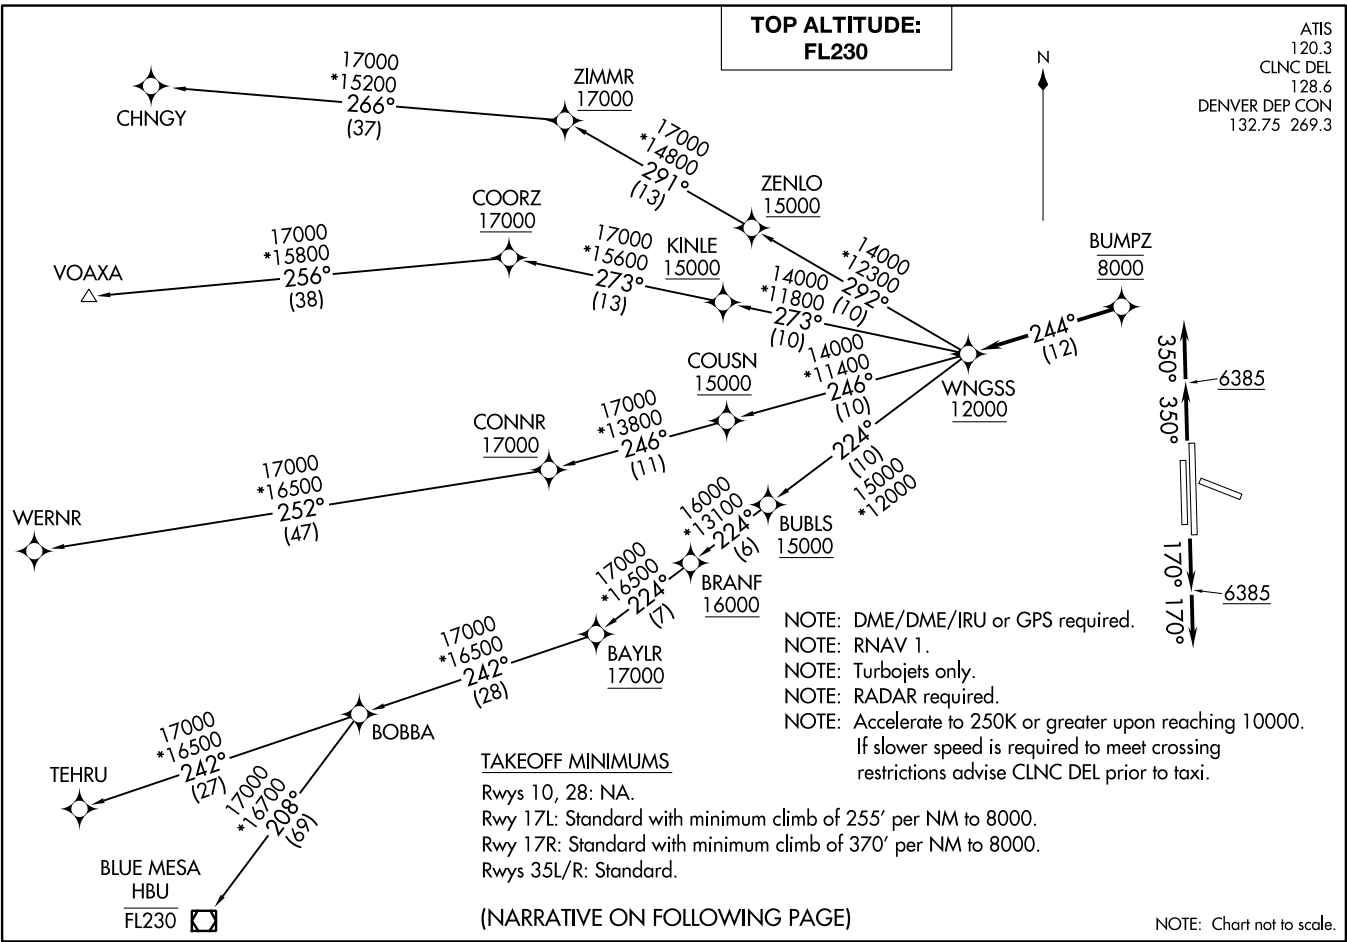 TOP ALTITUDE:
FL230
ATIS
120.3
CLNC DEL
128.6
DENVER DEP CON
132.75 269.3
N
CHNGY
17000
*15200
266°
(37)
ZIMMR
17000
17000
*14800
291°
(13)
ZENLO
15000
14000
*12300
292°
(10)
VOAXA
17000
*15800
256°
(38)
COORZ
17000
17000
*15600
273°
(13)
KINLE
15000
14000
*11800
273°
(10)
BUMPZ
8000
244°
(12)
WNGSS
12000
14000
*11400
246°
(10)
COUSN
15000
17000
*13800
246°
(11)
CONNR
17000
17000
*16500
252°
(47)
WERNR
224°
(10)
15000
*12000
BUBLS
15000
16000
*13100
224°
(6)
BRANF
16000
17000
*16500
224°
(7)
BAYLR
17000
17000
*16500
242°
(28)
BOBBA
17000
*16500
242°
(27)
TEHRU
17000
*16700
208°
(69)
BLUE MESA
HBU
FL230
350°
6385
350°
170°
6385
170°
NOTE: DME/DME/IRU or GPS required.
NOTE: RNAV 1.
NOTE: Turbojets only.
NOTE: RADAR required.
NOTE: Accelerate to 250K or greater upon reaching 10000.
If slower speed is required to meet crossing
restrictions advise CLNC DEL prior to taxi.
TAKEOFF MINIMUMS
Rwys 10, 28: NA.
Rwy 17L: Standard with minimum climb of 255' per NM to 8000.
Rwy 17R: Standard with minimum climb of 370' per NM to 8000.
Rwys 35L/R: Standard.
(NARRATIVE ON FOLLOWING PAGE)
NOTE: Chart not to scale.